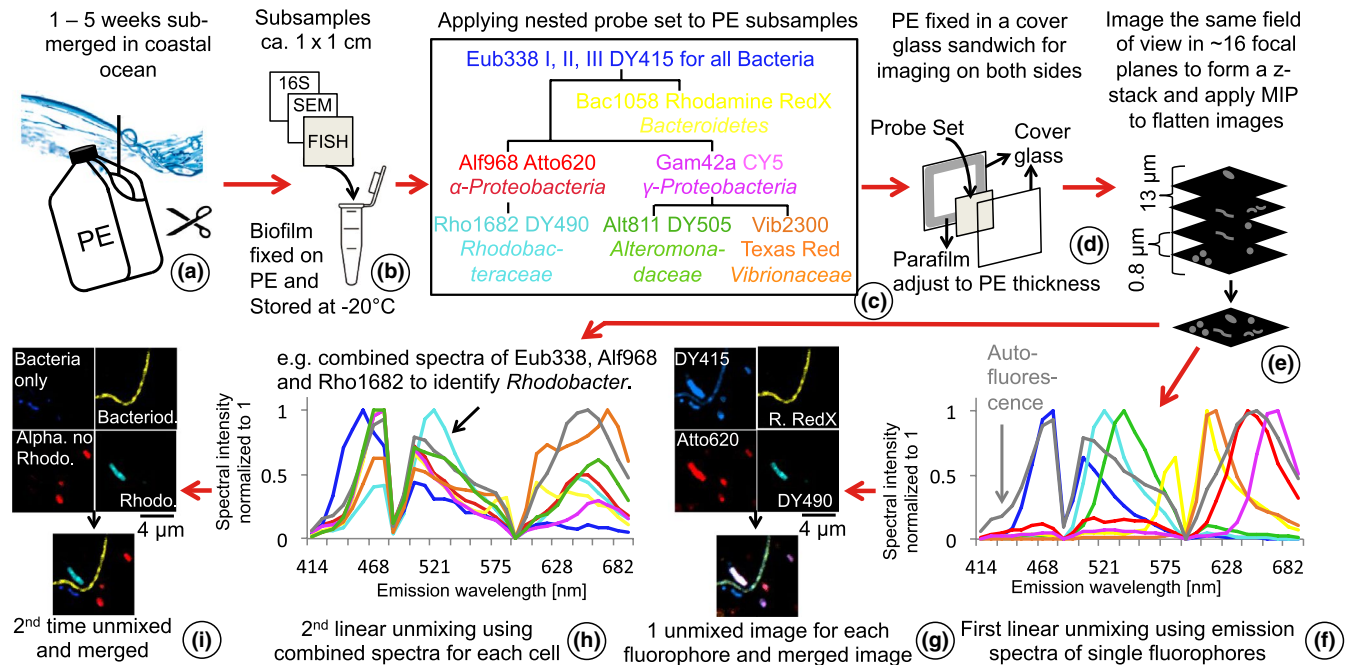 1 – 5 weeks sub-
merged in coastal
ocean
PE
(a)
Subsamples
ca. 1 x 1 cm
16S
SEM
FISH
Biofilm
fixed on
PE and
Stored at -20°C
(b)
Applying nested probe set to PE subsamples
Eub338 I, II, III DY415 for all Bacteria
Bac1058 Rhodamine RedX
Bacteroidetes
Alf968 Atto620
α-Proteobacteria
Gam42a CY5
γ-Proteobacteria
Rho1682 DY490
Rhodobac-
teraceae
Alt811 DY505
Alteromona-
daceae
Vib2300
Texas Red
Vibrionaceae
(c)
PE fixed in a cover
glass sandwich for
imaging on both sides
Probe Set
Cover
glass
Parafilm
adjust to PE thickness
(d)
Image the same field
of view in ~16 focal
planes to form a z-
stack and apply MIP
to flatten images
13 µm
0.8 µm
(e)
Auto-
fluores-
cence
Spectral intensity
normalized to 1
1
0.5
0
414 468 521 575 628 682
Emission wavelength [nm]
First linear unmixing using emission
spectra of single fluorophores
(f)
DY415
R. RedX
Atto620
DY490
4 µm
1 unmixed image for each
fluorophore and merged image
(g)
e.g. combined spectra of Eub338, Alf968
and Rho1682 to identify Rhodobacter.
Spectral intensity
normalized to 1
1
0.5
0
414 468 521 575 628 682
Emission wavelength [nm]
2nd linear unmixing using
combined spectra for each cell
(h)
Bacteria
only
Bacteriod.
Alpha. no
Rhodo.
Rhodo.
4 µm
2nd time unmixed
and merged
(i)